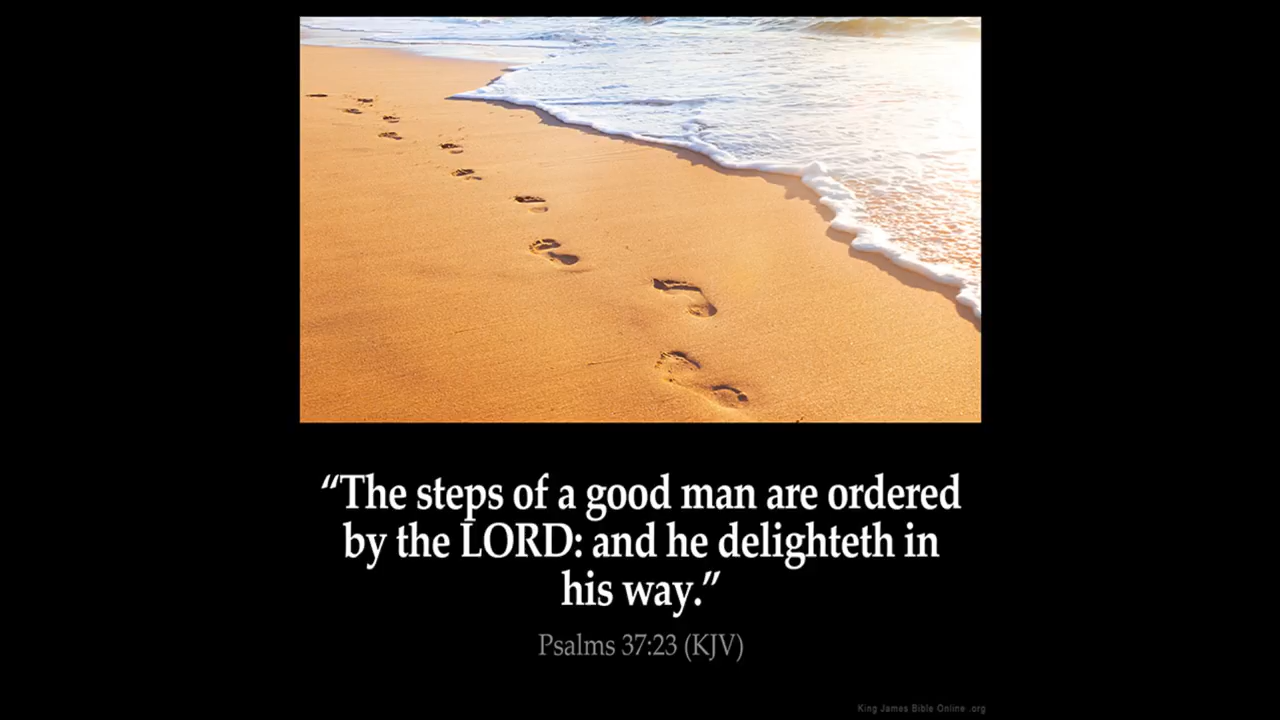 “The steps of a good man are ordered
by the LORD: and he delighteth in
his way.”
Psalms 37:23 (KJV)
King James Bible Online .org